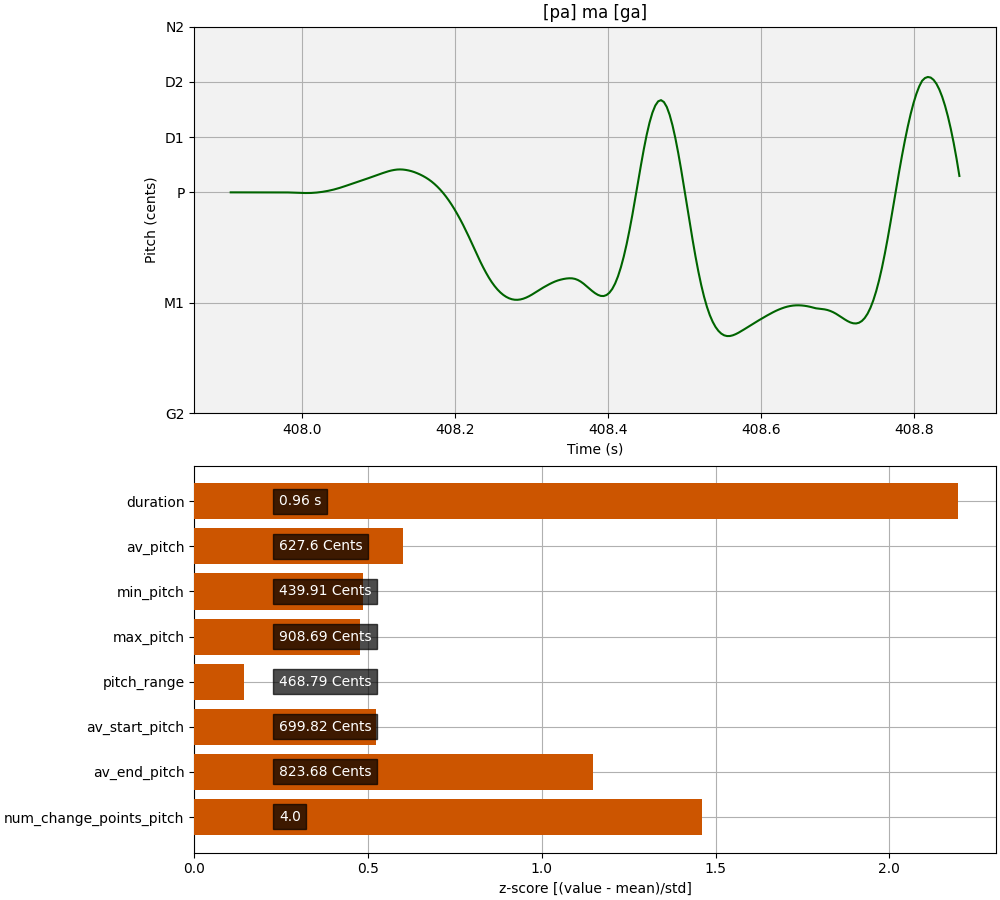 [pa] ma [ga]
N2
D2
D1
P
M1
G2
Pitch (cents)
408.0 408.2 408.4 408.6 408.8
Time (s)
duration 0.96 s
av_pitch 627.6 Cents
min_pitch 439.91 Cents
max_pitch 908.69 Cents
pitch_range 468.79 Cents
av_start_pitch 699.82 Cents
av_end_pitch 823.68 Cents
num_change_points_pitch 4.0
0.0 0.5 1.0 1.5 2.0
z-score [(value - mean)/std]